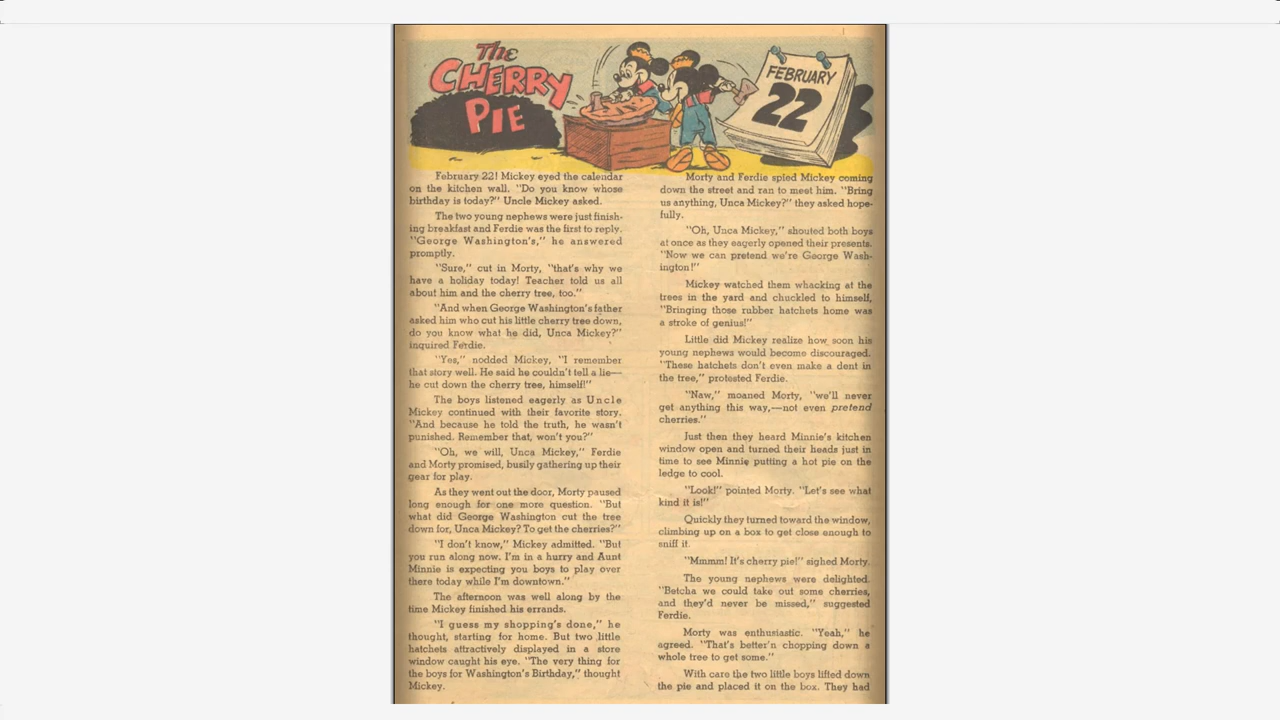 The
CHERRY
PIE
FEBRUARY
22
February 22! Mickey eyed the calendar
on the kitchen wall. "Do you know whose
birthday is today?" Uncle Mickey asked.
The two young nephews were just finish-
ing breakfast and Ferdie was the first to reply.
"George Washington's," he answered
promptly.
"Sure," cut in Morty, "that's why we
have a holiday today! Teacher told us all
about him and the cherry tree, too."
"And when George Washington's father
asked him who cut his little cherry tree down,
do you know what he did, Unca Mickey?"
inquired Ferdie.
"Yes," nodded Mickey, "I remember
that story well. He said he couldn't tell a lie—
he cut down the cherry tree, himself!"
The boys listened eagerly as Uncle
Mickey continued with their favorite story.
"And because he told the truth, he wasn't
punished. Remember that, won't you?"
"Oh, we will, Unca Mickey," Ferdie
and Morty promised, busily gathering up their
gear for play.
As they went out the door, Morty paused
long enough for one more question. "But
what did George Washington cut the tree
down for, Unca Mickey? To get the cherries?"
"I don't know," Mickey admitted. "But
you run along now. I'm in a hurry and Aunt
Minnie is expecting you boys to play over
there today while I'm downtown."
The afternoon was well along by the
time Mickey finished his errands.
"I guess my shopping's done," he
thought, starting for home. But two little
hatchets attractively displayed in a store
window caught his eye. "The very thing for
the boys for Washington's Birthday," thought
Mickey.
Morty and Ferdie spied Mickey coming
down the street and ran to meet him. "Bring
us anything, Unca Mickey?" they asked hope-
fully.
"Oh, Unca Mickey," shouted both boys
at once as they eagerly opened their presents.
"Now we can pretend we're George Wash-
ington!"
Mickey watched them whacking at the
trees in the yard and chuckled to himself,
"Bringing those rubber hatchets home was
a stroke of genius!"
Little did Mickey realize how soon his
young nephews would become discouraged.
"These hatchets don't even make a dent in
the tree," protested Ferdie.
"Naw," moaned Morty, "we'll never
get anything this way,—not even pretend
cherries."
Just then they heard Minnie's kitchen
window open and turned their heads just in
time to see Minnie putting a hot pie on the
ledge to cool.
"Look!" pointed Morty. "Let's see what
kind it is!"
Quickly they turned toward the window,
climbing up on a box to get close enough to
sniff it.
"Mmmm! It's cherry pie!" sighed Morty.
The young nephews were delighted.
"Betcha we could take out some cherries,
and they'd never be missed," suggested
Ferdie.
Morty was enthusiastic. "Yeah," he
agreed. "That's better'n chopping down a
whole tree to get some."
With care the two little boys lifted down
the pie and placed it on the box. They had